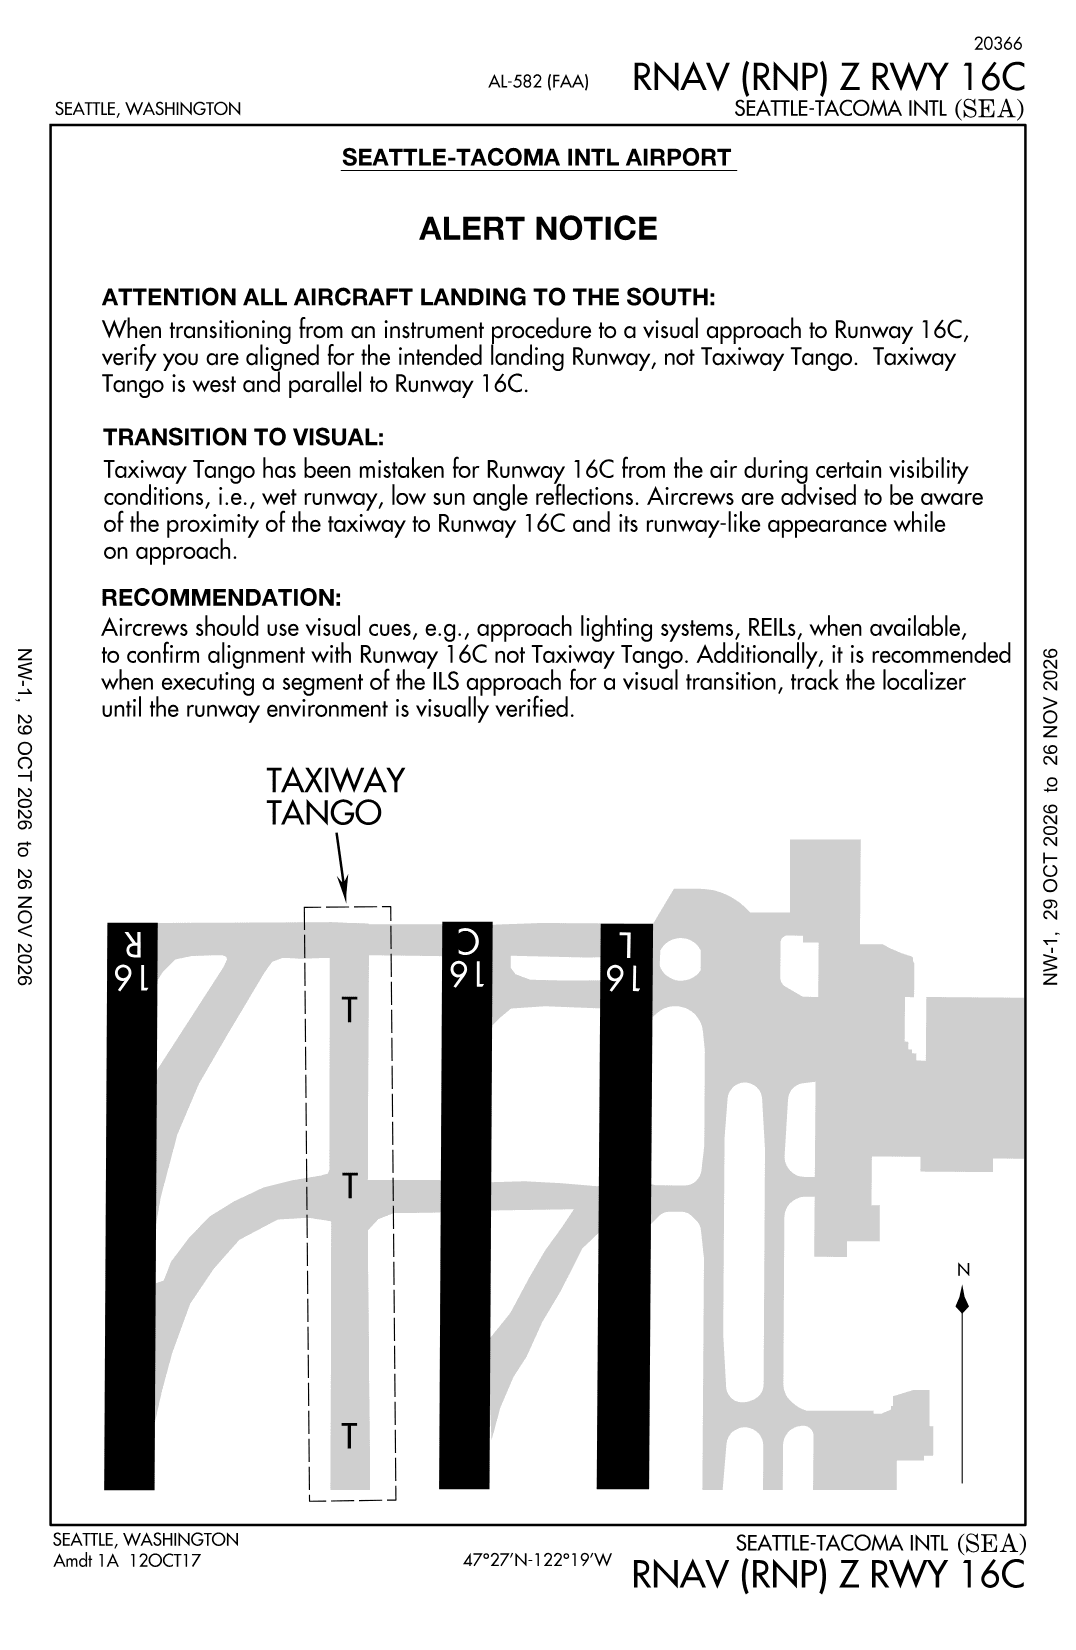 20366
AL-582 (FAA)
RNAV (RNP) Z RWY 16C
SEATTLE, WASHINGTON
SEATTLE-TACOMA INTL (SEA)
SEATTLE-TACOMA INTL AIRPORT
ALERT NOTICE
ATTENTION ALL AIRCRAFT LANDING TO THE SOUTH:
When transitioning from an instrument procedure to a visual approach to Runway 16C,
verify you are aligned for the intended landing Runway, not Taxiway Tango. Taxiway
Tango is west and parallel to Runway 16C.
TRANSITION TO VISUAL:
Taxiway Tango has been mistaken for Runway 16C from the air during certain visibility
conditions, i.e., wet runway, low sun angle reflections. Aircrews are advised to be aware
of the proximity of the taxiway to Runway 16C and its runway-like appearance while
on approach.
RECOMMENDATION:
Aircrews should use visual cues, e.g., approach lighting systems, REILs, when available,
to confirm alignment with Runway 16C not Taxiway Tango. Additionally, it is recommended
when executing a segment of the ILS approach for a visual transition, track the localizer
until the runway environment is visually verified.
NW-1, 29 OCT 2026 to 26 NOV 2026
NW-1, 29 OCT 2026 to 26 NOV 2026
TAXIWAY
TANGO
16
R
16
C
16
L
T
T
T
N
SEATTLE, WASHINGTON
Amdt 1A 12OCT17
47°27'N-122°19'W
SEATTLE-TACOMA INTL (SEA)
RNAV (RNP) Z RWY 16C